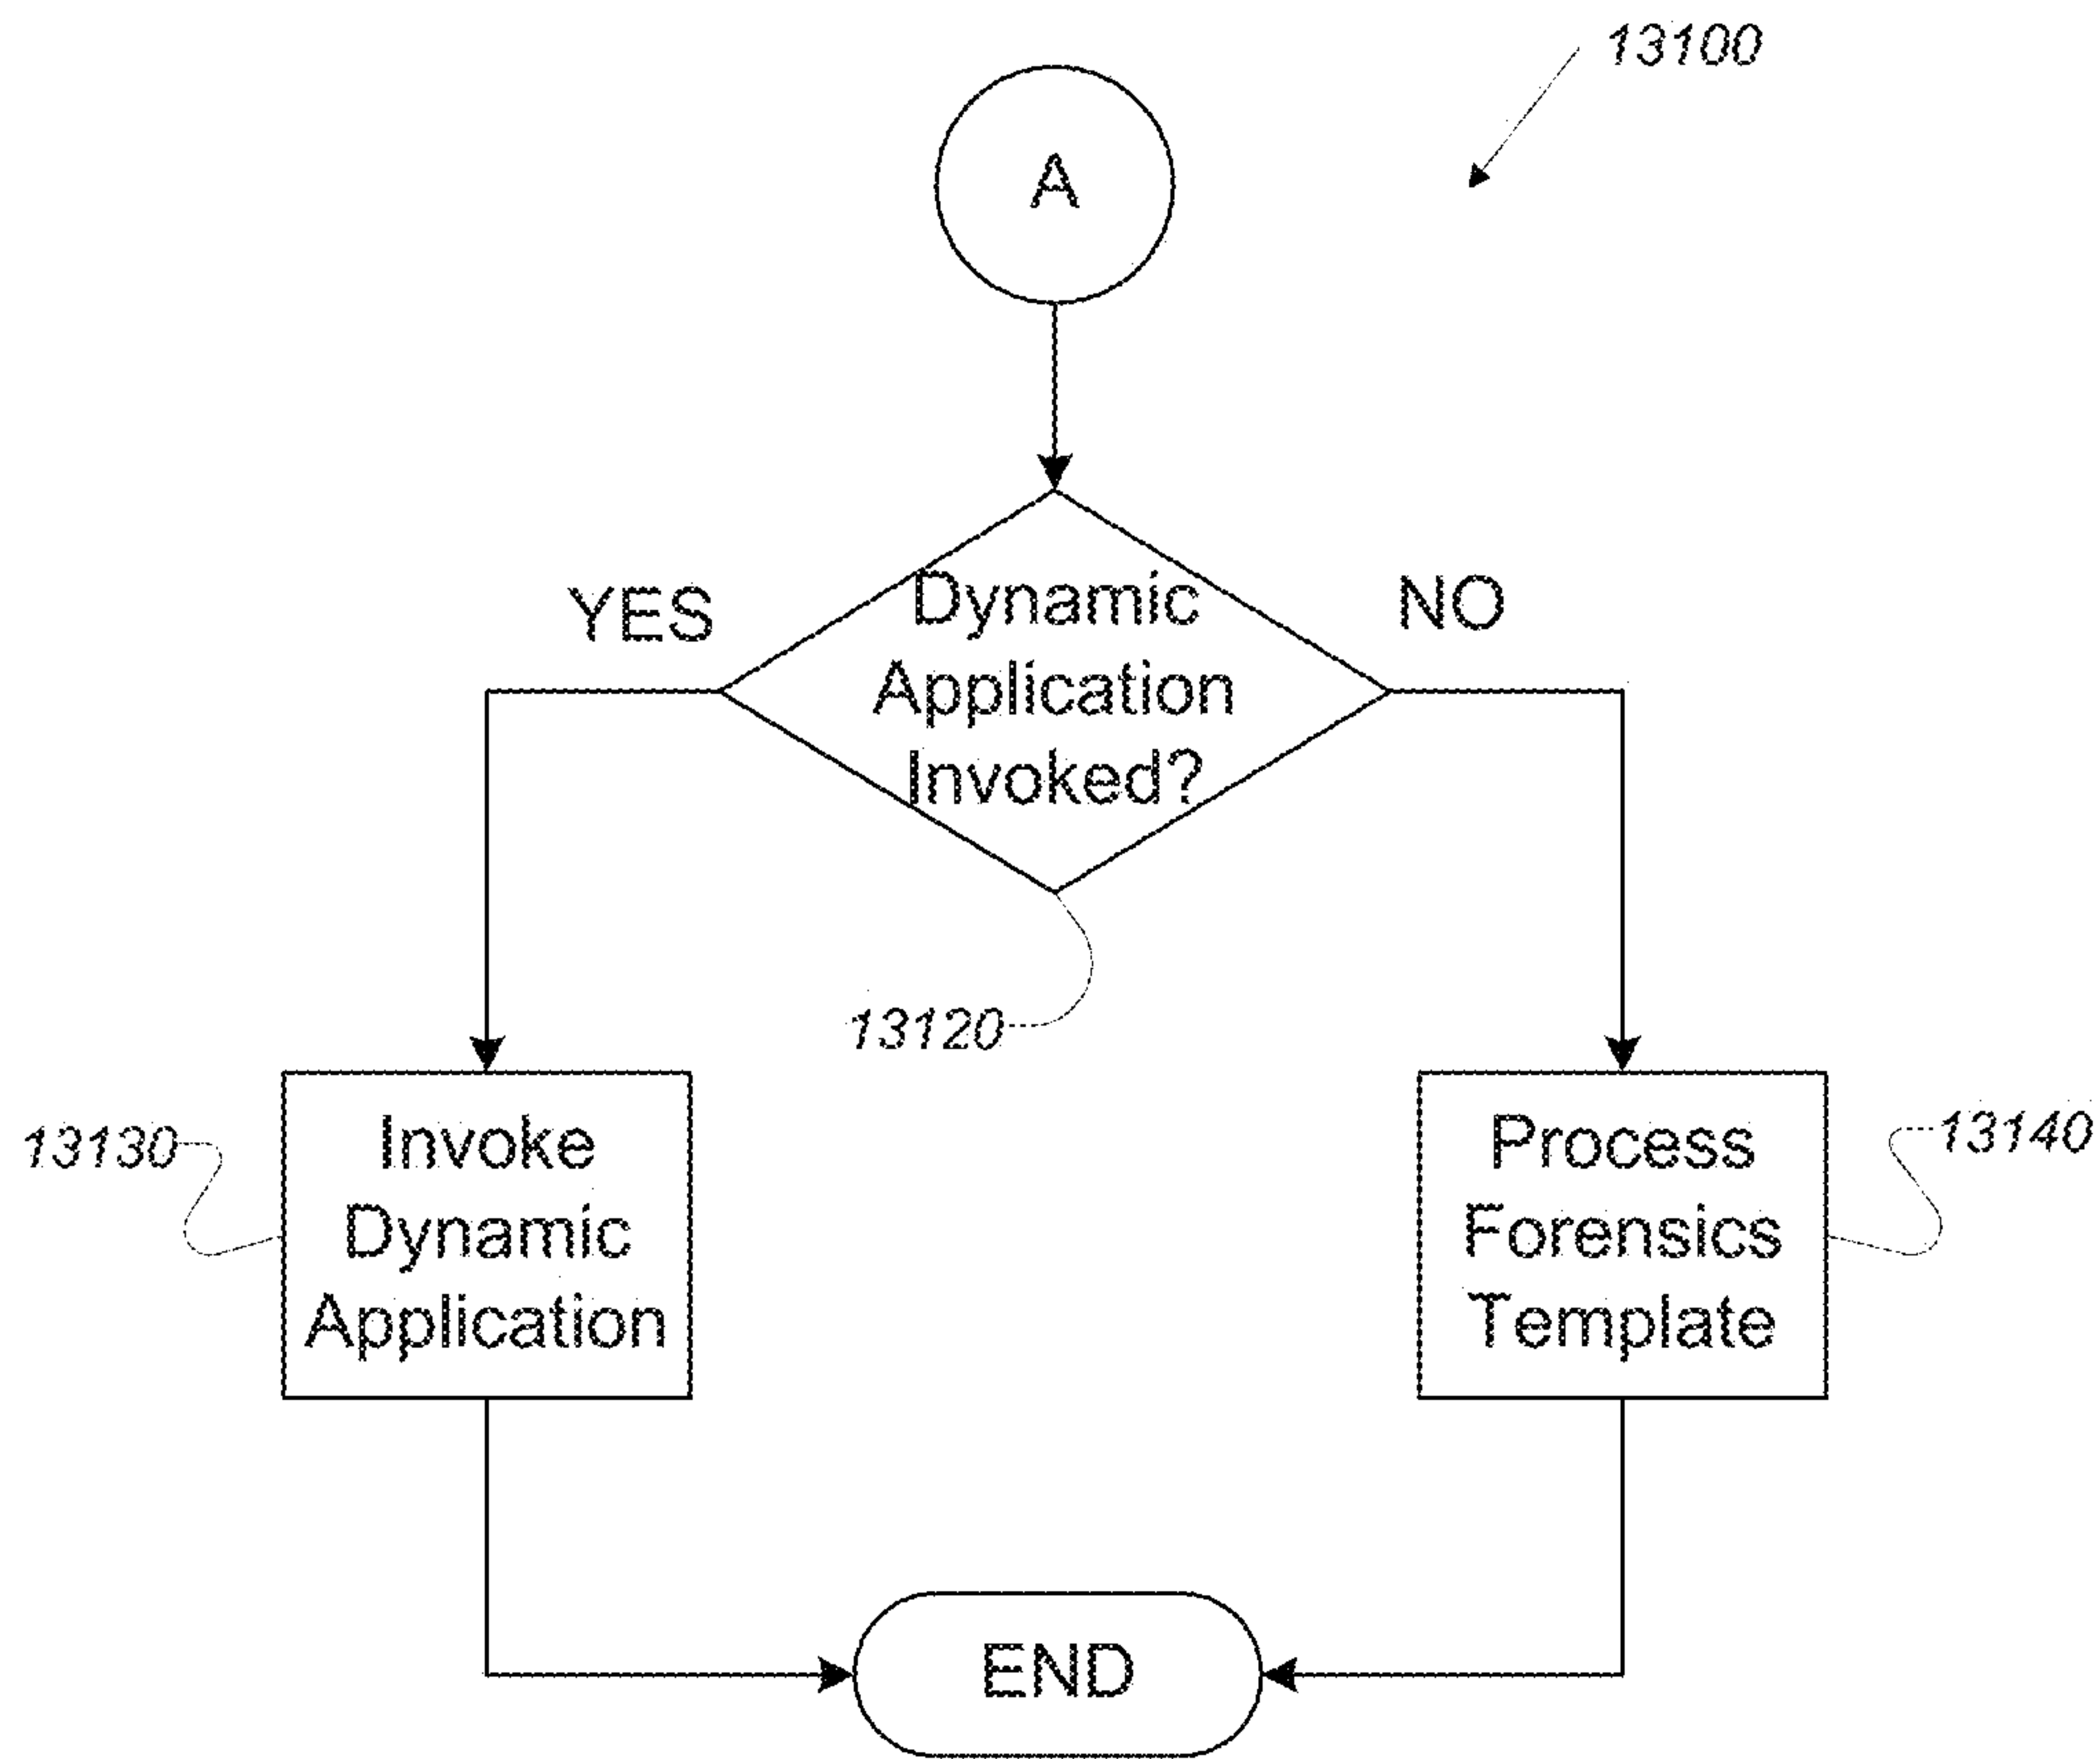 13100
A
YES
NO
Dynamic
Application
Invoked?
13120
13130
Invoke
Dynamic
Application
Process
Forensics
Template
13140
END